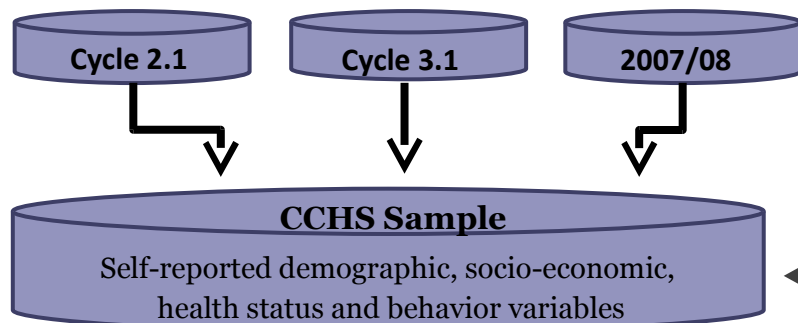 Cycle 2.1
Cycle 3.1
2007/08
CCHS Sample
Self-reported demographic, socio-economic,
health status and behavior variables